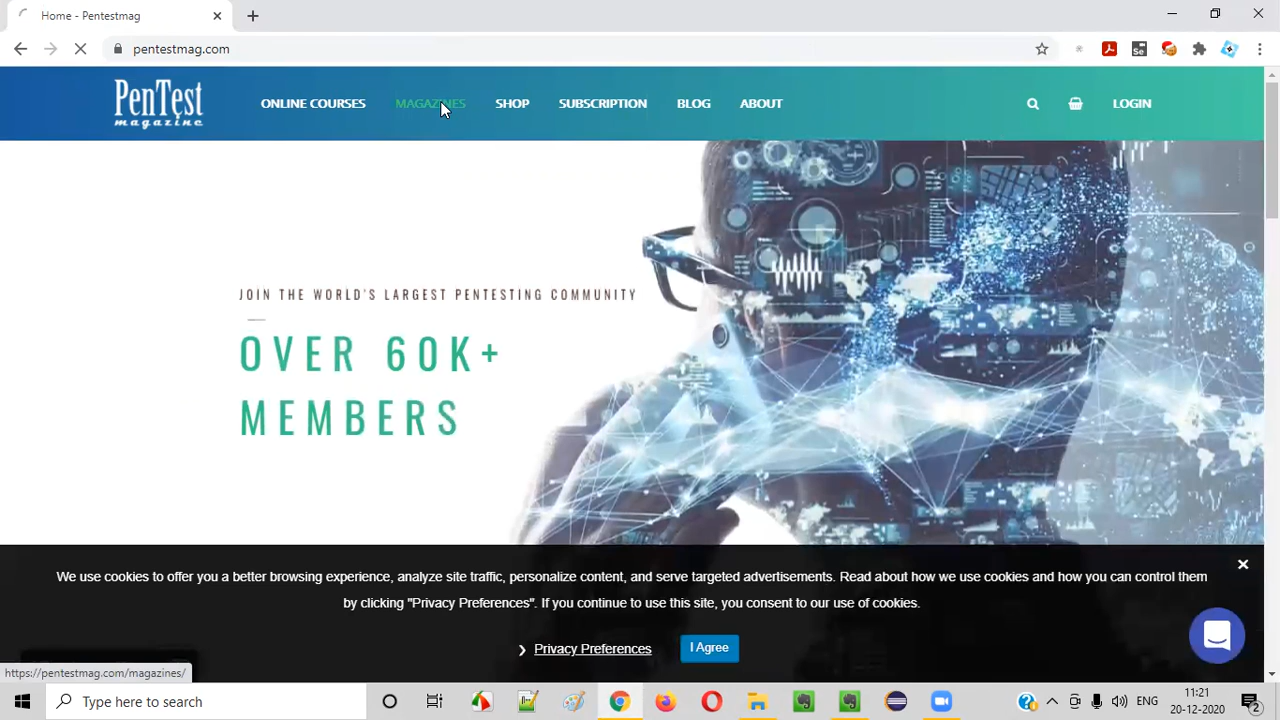 Home - Pentestmag
pentestmag.com
PenTest
magazine
ONLINE COURSES
MAGAZINES
SHOP
SUBSCRIPTION
BLOG
ABOUT
LOGIN
JOIN THE WORLD'S LARGEST PENTESTING COMMUNITY
OVER 60K+
MEMBERS
We use cookies to offer you a better browsing experience, analyze site traffic, personalize content, and serve targeted advertisements. Read about how we use cookies and how you can control them
by clicking "Privacy Preferences". If you continue to use this site, you consent to our use of cookies.
Privacy Preferences
I Agree
https://pentestmag.com/magazines/
Type here to search
ENG
11:21
20-12-2020
2